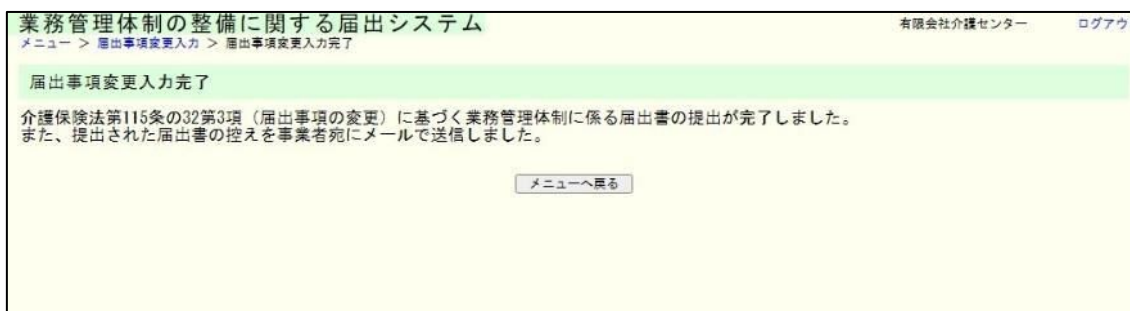 業務管理体制の整備に関する届出システム
有限会社介護センター
ログアウ
メニュー > 届出事項変更入力 > 届出事項変更入力完了
届出事項変更入力完了
介護保険法第115条の32第3項（届出事項の変更）に基づく業務管理体制に係る届出書の提出が完了しました。
また、提出された届出書の控えを事業者宛にメールで送信しました。
メニューへ戻る